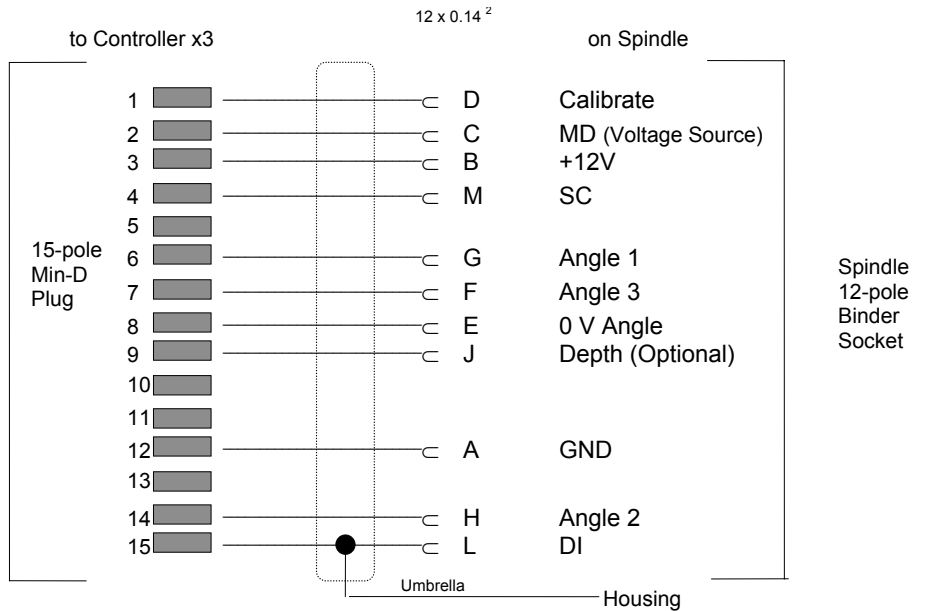 12 x 0.14 ²
to Controller x3
on Spindle
1 D Calibrate
2 C MD (Voltage Source)
3 B +12V
4 M SC
5
15-pole
Min-D
Plug
6 G Angle 1
7 F Angle 3
8 E 0 V Angle
9 J Depth (Optional)
10
11
12 A GND
13
14 H Angle 2
15 L DI
Spindle
12-pole
Binder
Socket
Umbrella
Housing